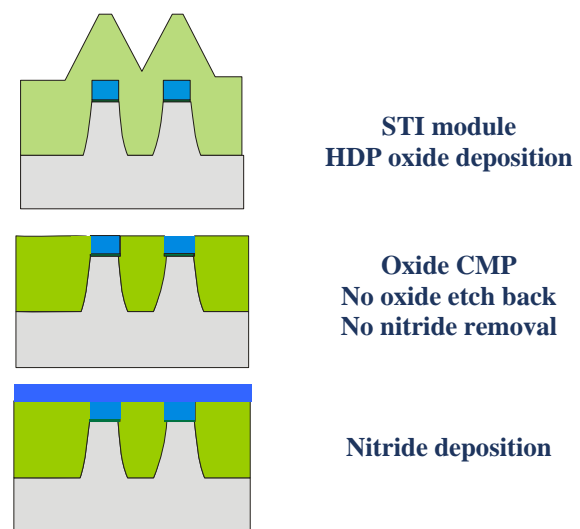 STI module
HDP oxide deposition
Oxide CMP
No oxide etch back
No nitride removal
Nitride deposition